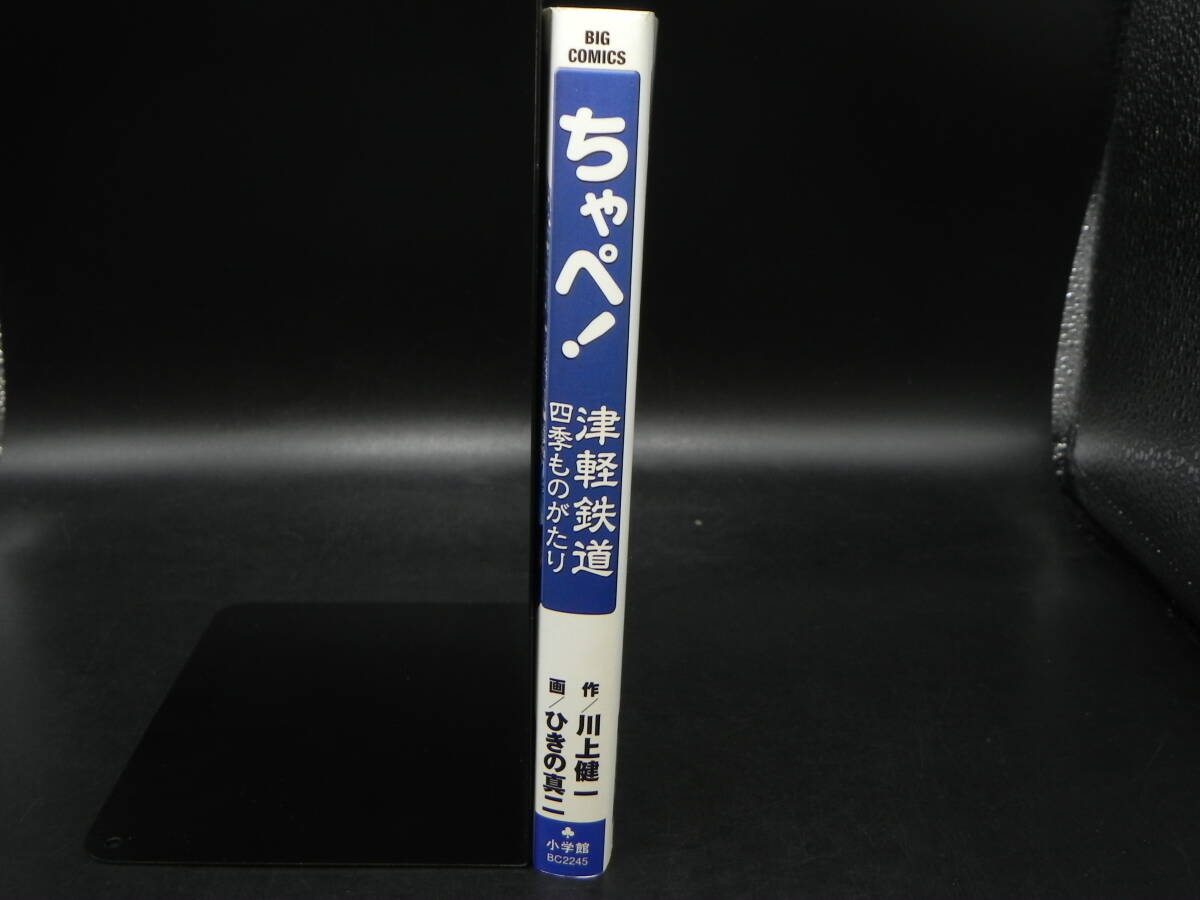 BIG
COMICS
ちゃぺ!
津軽鉄道
四季ものがたり
作/川上健一
画/ひきの真二
小学館
BC2245